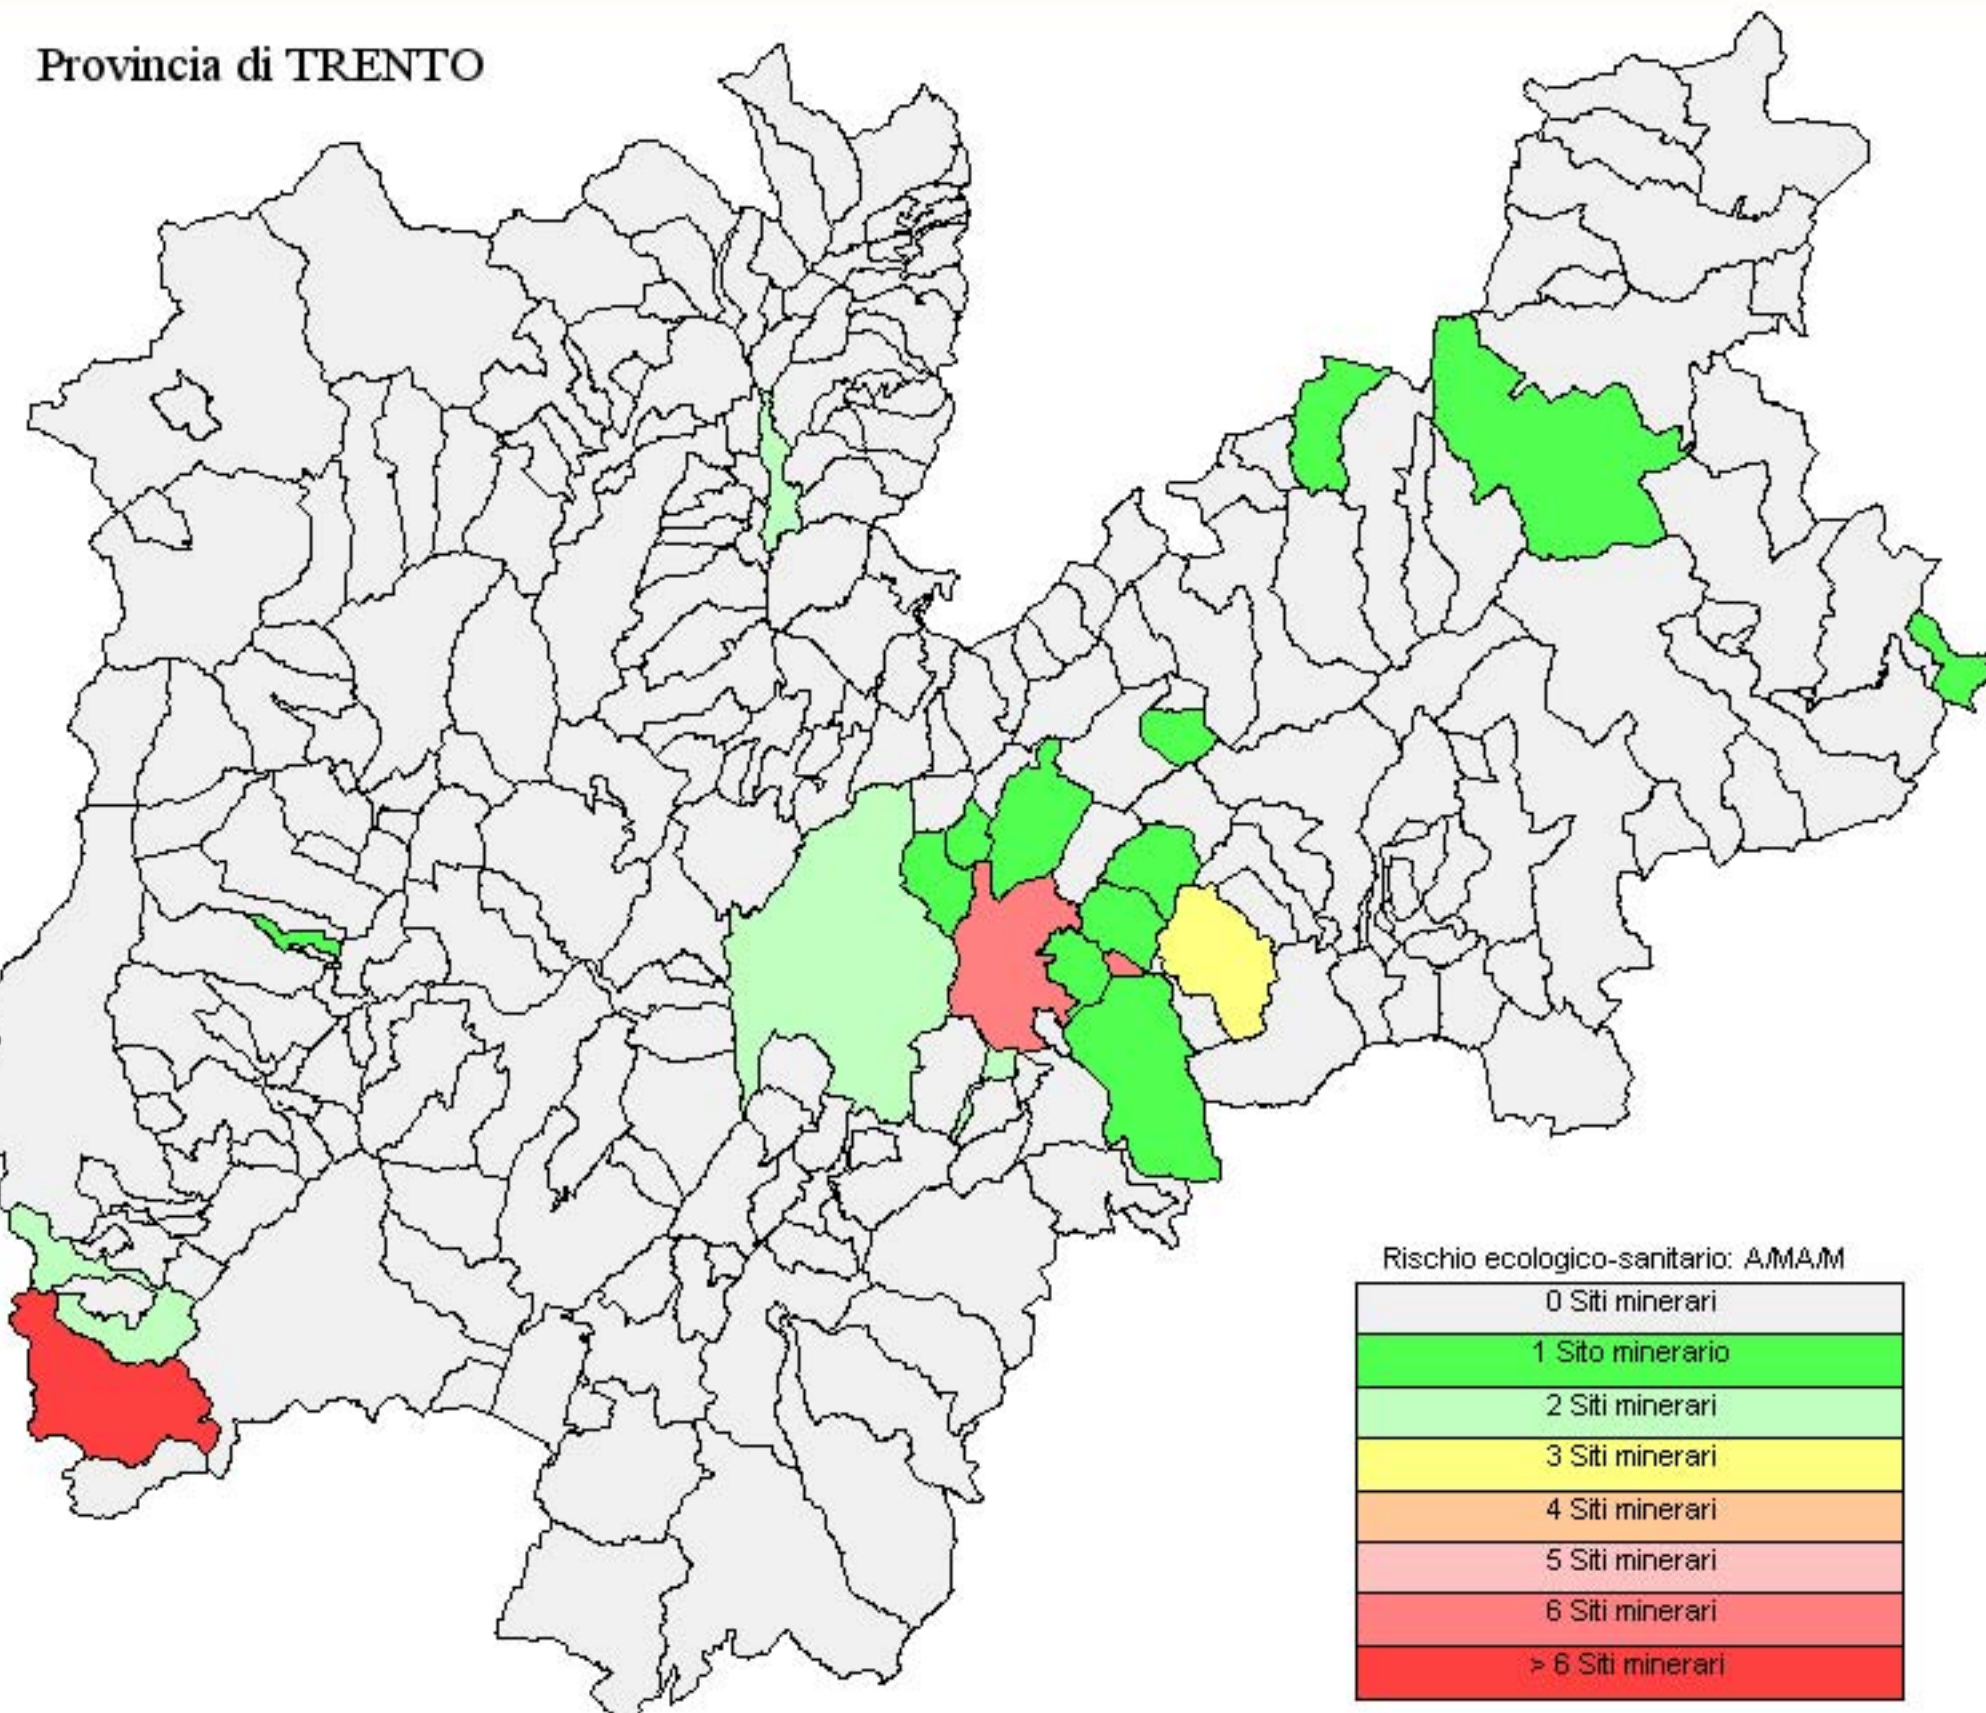 Provincia di TRENTO
Rischio ecologico-sanitario: A/MA/M
0 Siti minerari
1 Sito minerario
2 Siti minerari
3 Siti minerari
4 Siti minerari
5 Siti minerari
6 Siti minerari
> 6 Siti minerari